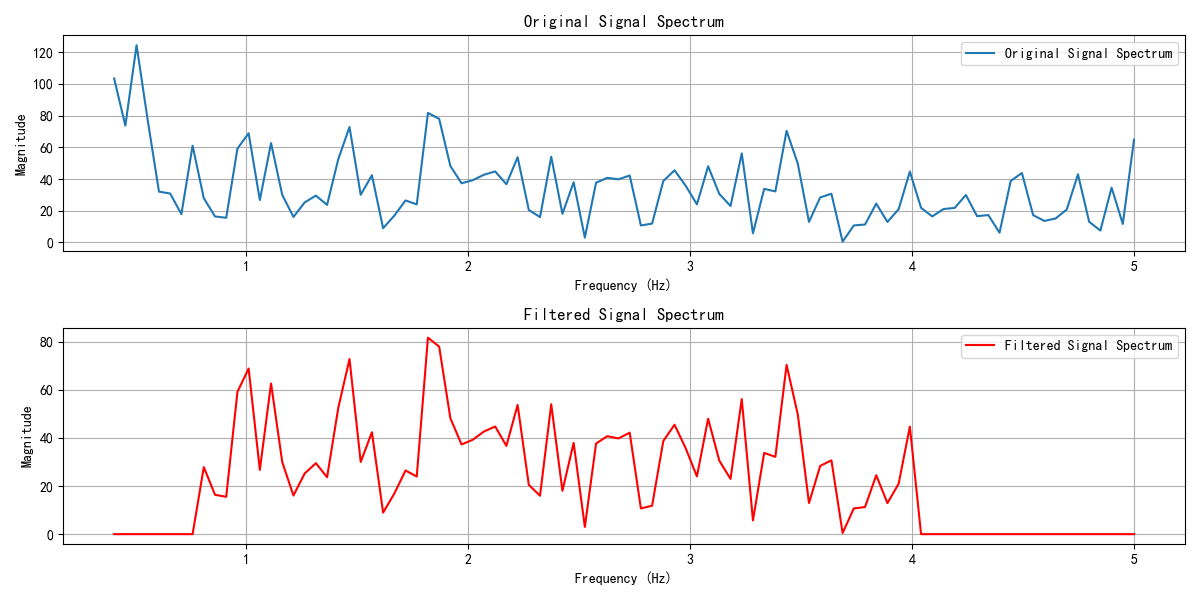 Original Signal Spectrum
Original Signal Spectrum
120
100
80
60
40
20
0
Magnitude
1 2 3 4 5
Frequency (Hz)
Filtered Signal Spectrum
Filtered Signal Spectrum
80
60
40
20
0
Magnitude
1 2 3 4 5
Frequency (Hz)